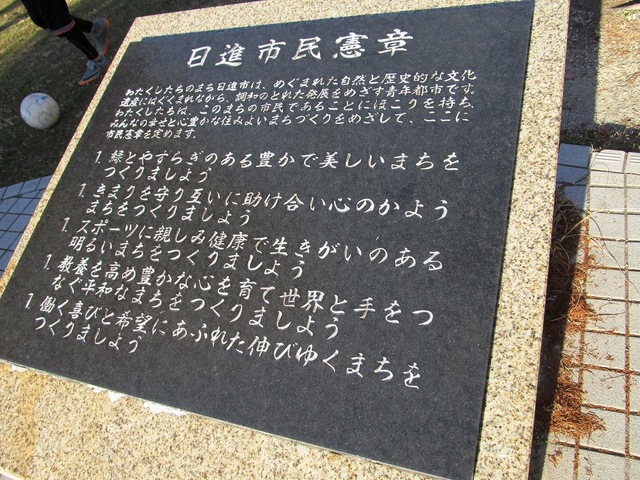 日進市民憲章
わたくしたちのまち日進市は、めぐまれた自然と歴史的な文化
遺産にはぐくまれながら、調和のとれた発展をめざす青年都市です。
わたくしたちは、このまちの市民であることにほこりを持ち、
みんなの幸せと心豊かな住みよいまちづくりをめざして、ここに
市民憲章を定めます。
1. 緑とやすらぎのある豊かで美しいまちを
つくりましょう
1. きまりを守り互いに助け合い心のかよう
まちをつくりましょう
1. スポーツに親しみ健康で生きがいのある
明るいまちをつくりましょう
1. 教養を高め豊かな心を育て世界と手をつ
なぐ平和なまちをつくりましょう
1. 働く喜びと希望にあふれた伸びゆくまちを
つくりましょう